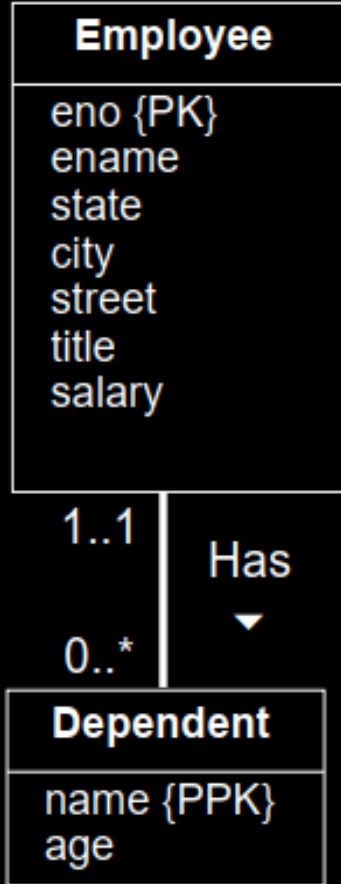 Employee
eno {PK}
ename
state
city
street
title
salary
1..1
Has
0..*
Dependent
name {PPK}
age